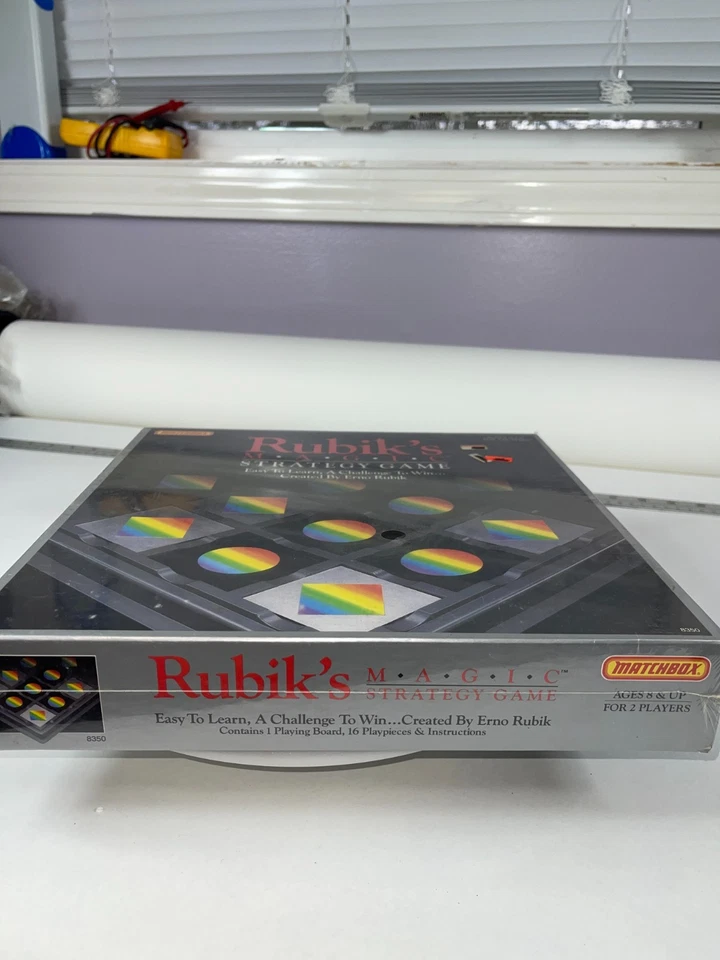 MATCHBOX
Rubik's
M·A·G·I·C
STRATEGY GAME
Easy To Learn, A Challenge To Win...
Created By Erno Rubik
8350
Rubik's M·A·G·I·C™
STRATEGY GAME
Easy To Learn, A Challenge To Win...Created By Erno Rubik
Contains 1 Playing Board, 16 Playpieces & Instructions
8350
MATCHBOX
AGES 8 & UP
FOR 2 PLAYERS